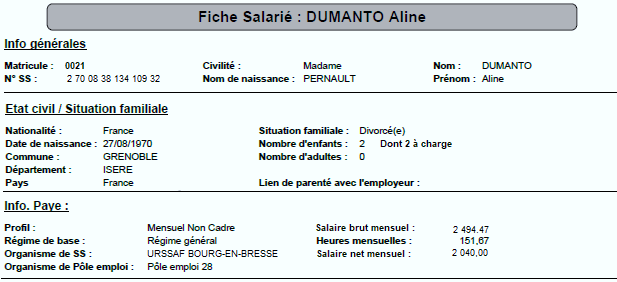 Fiche Salarié : DUMANTO Aline
Info générales
Matricule : 0021 Civilité : Madame Nom : DUMANTO
N° SS : 2 70 08 38 134 109 32 Nom de naissance : PERNAULT Prénom : Aline
Etat civil / Situation familiale
Nationalité : France Situation familiale : Divorcé(e)
Date de naissance : 27/08/1970 Nombre d'enfants : 2 Dont 2 à charge
Commune : GRENOBLE Nombre d'adultes : 0
Département : ISERE
Pays France Lien de parenté avec l'employeur :
Info. Paye :
Profil : Mensuel Non Cadre Salaire brut mensuel : 2 494.47
Régime de base : Régime général Heures mensuelles : 151,67
Organisme de SS : URSSAF BOURG-EN-BRESSE Salaire net mensuel : 2 040,00
Organisme de Pôle emploi : Pôle emploi 28